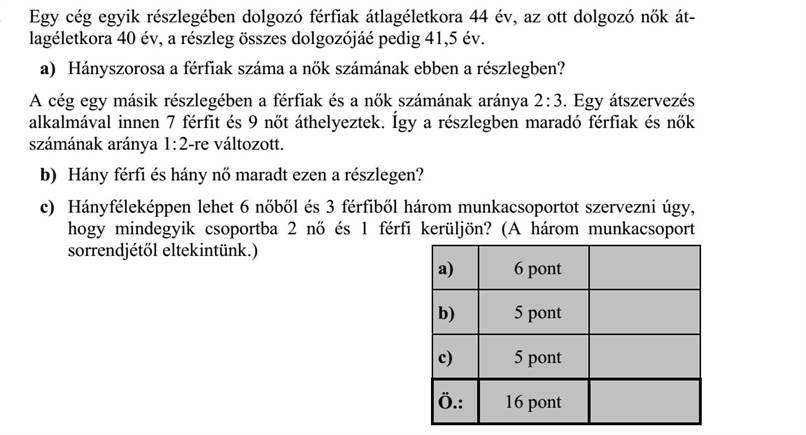 Egy cég egyik részlegében dolgozó férfiak átlagéletkora 44 év, az ott dolgozó nők át-
lagéletkora 40 év, a részleg összes dolgozójáé pedig 41,5 év.
a) Hányszorosa a férfiak száma a nők számának ebben a részlegben?
A cég egy másik részlegében a férfiak és a nők számának aránya 2:3. Egy átszervezés
alkalmával innen 7 férfit és 9 nőt áthelyeztek. Így a részlegben maradó férfiak és nők
számának aránya 1:2-re változott.
b) Hány férfi és hány nő maradt ezen a részlegen?
c) Hányféleképpen lehet 6 nőből és 3 férfiből három munkacsoportot szervezni úgy,
hogy mindegyik csoportba 2 nő és 1 férfi kerüljön? (A három munkacsoport
sorrendjétől eltekintünk.)
a) 6 pont
b) 5 pont
c) 5 pont
Ö.: 16 pont